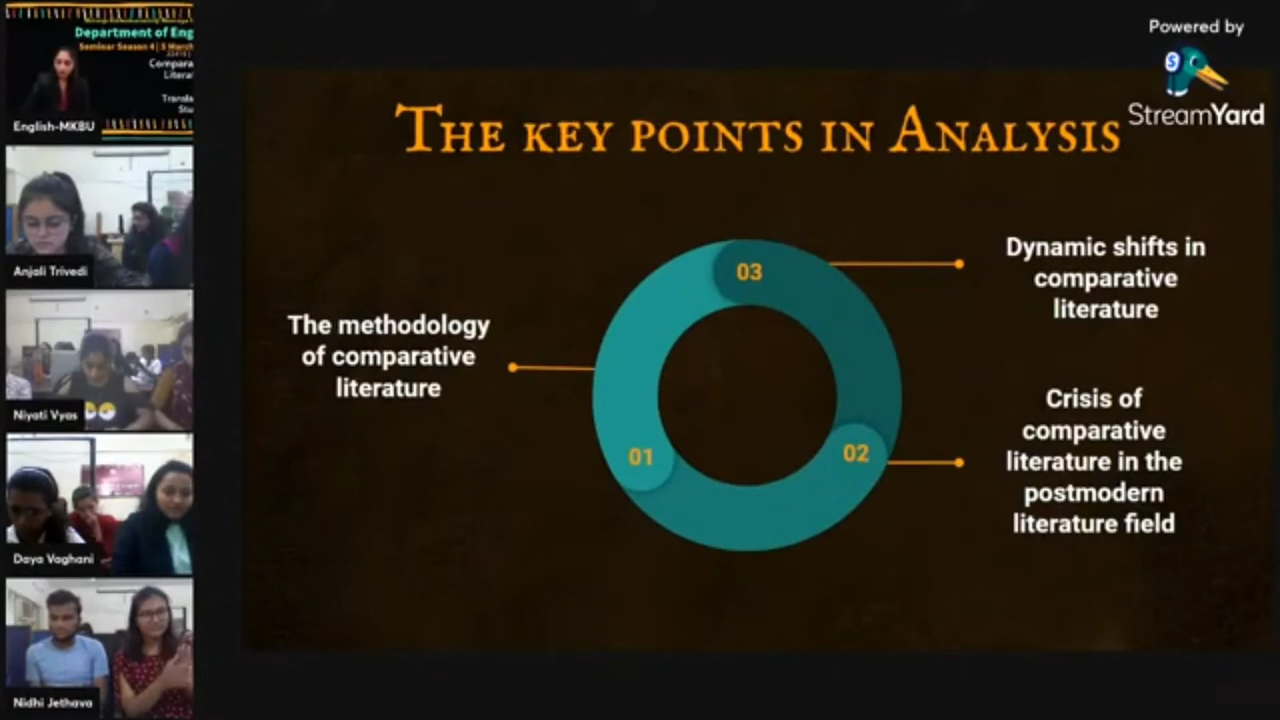 Department of Eng
Seminar Season 4 | 5 March
Compara
Litera
Transla
Stu
English-MKBU
Anjali Trivedi
Niyati Vyas
Daya Vaghani
Nidhi Jethava
Powered by
StreamYard
The key points in Analysis
The methodology
of comparative
literature
01
02
03
Dynamic shifts in
comparative
literature
Crisis of
comparative
literature in the
postmodern
literature field